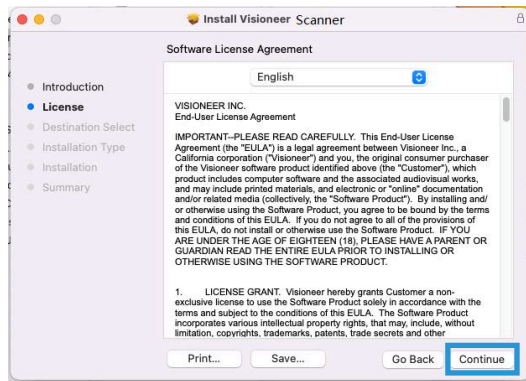 Install Visioneer Scanner
Software License Agreement
English
Introduction
License
Destination Select
Installation Type
Installation
Summary
VISIONEER INC.
End-User License Agreement
IMPORTANT--PLEASE READ CAREFULLY. This End-User License
Agreement (the "EULA") is a legal agreement between Visioneer Inc., a
California corporation ("Visioneer") and you, the original consumer purchaser
of the Visioneer software product identified above (the "Customer"), which
product includes computer software and the associated audiovisual works,
and may include printed materials, and electronic or "online" documentation
and/or related media (collectively, the "Software Product"). By installing and/
or otherwise using the Software Product, you agree to be bound by the terms
and conditions of this EULA. If you do not agree to all of the provisions of
this EULA, do not install or otherwise use the Software Product. IF YOU
ARE UNDER THE AGE OF EIGHTEEN (18), PLEASE HAVE A PARENT OR
GUARDIAN READ THE ENTIRE EULA PRIOR TO INSTALLING OR
OTHERWISE USING THE SOFTWARE PRODUCT.
1. LICENSE GRANT. Visioneer hereby grants Customer a non-
exclusive license to use the Software Product solely in accordance with the
terms and subject to the conditions of this EULA. The Software Product
incorporates various intellectual property rights, that may, include, without
limitation, copyrights, trademarks, patents, trade secrets and other
Print... Save... Go Back Continue